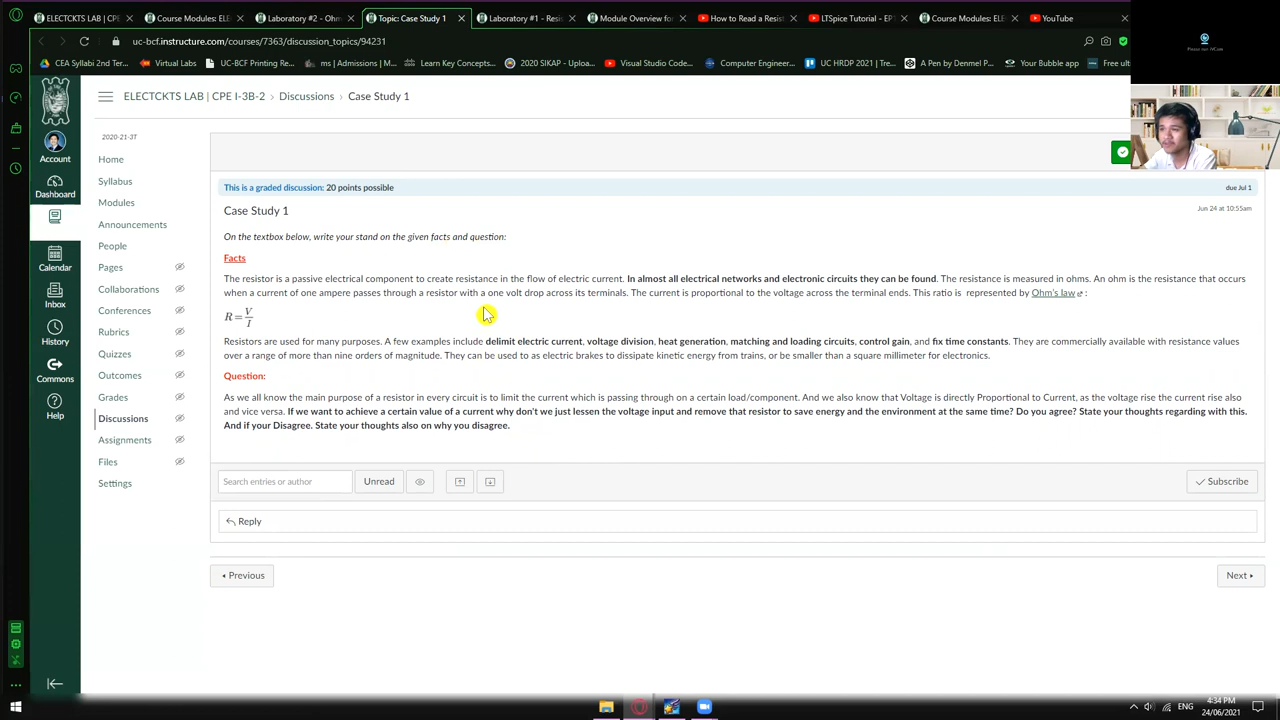 ELECTCKTS LAB | CPE I-3B-2
Course Modules: ELE
Laboratory #2 - Ohm
Topic: Case Study 1
Laboratory #1 - Resis
Module Overview for
How to Read a Resist
LTSpice Tutorial - EP
Course Modules: ELE
YouTube
uc-bcf.instructure.com/courses/7363/discussion_topics/94231
CEA Syllabi 2nd Ter...
Virtual Labs
UC-BCF Printing Re...
ms | Admissions | M...
Learn Key Concepts...
2020 SIKAP - Uploa...
Visual Studio Code...
Computer Engineer...
UC HRDP 2021 | Tre...
A Pen by Denmel P...
Your Bubble app
Free ulti
ELECTCKTS LAB | CPE I-3B-2 › Discussions › Case Study 1
2020-21-3T
Account
Dashboard
Calendar
Inbox
History
Commons
Help
Home
Syllabus
Modules
Announcements
People
Pages
Collaborations
Conferences
Rubrics
Quizzes
Outcomes
Grades
Discussions
Assignments
Files
Settings
This is a graded discussion: 20 points possible
due Jul 1
Case Study 1
Jun 24 at 10:55am
On the textbox below, write your stand on the given facts and question:
Facts
The resistor is a passive electrical component to create resistance in the flow of electric current. In almost all electrical networks and electronic circuits they can be found. The resistance is measured in ohms. An ohm is the resistance that occurs
when a current of one ampere passes through a resistor with a one volt drop across its terminals. The current is proportional to the voltage across the terminal ends. This ratio is represented by Ohm's law :
R = V
I
Resistors are used for many purposes. A few examples include delimit electric current, voltage division, heat generation, matching and loading circuits, control gain, and fix time constants. They are commercially available with resistance values
over a range of more than nine orders of magnitude. They can be used to as electric brakes to dissipate kinetic energy from trains, or be smaller than a square millimeter for electronics.
Question:
As we all know the main purpose of a resistor in every circuit is to limit the current which is passing through on a certain load/component. And we also know that Voltage is directly Proportional to Current, as the voltage rise the current rise also
and vice versa. If we want to achieve a certain value of a current why don't we just lessen the voltage input and remove that resistor to save energy and the environment at the same time? Do you agree? State your thoughts regarding with this.
And if your Disagree. State your thoughts also on why you disagree.
Search entries or author
Unread
Subscribe
Reply
Previous
Next
ENG
4:34 PM
24/06/2021